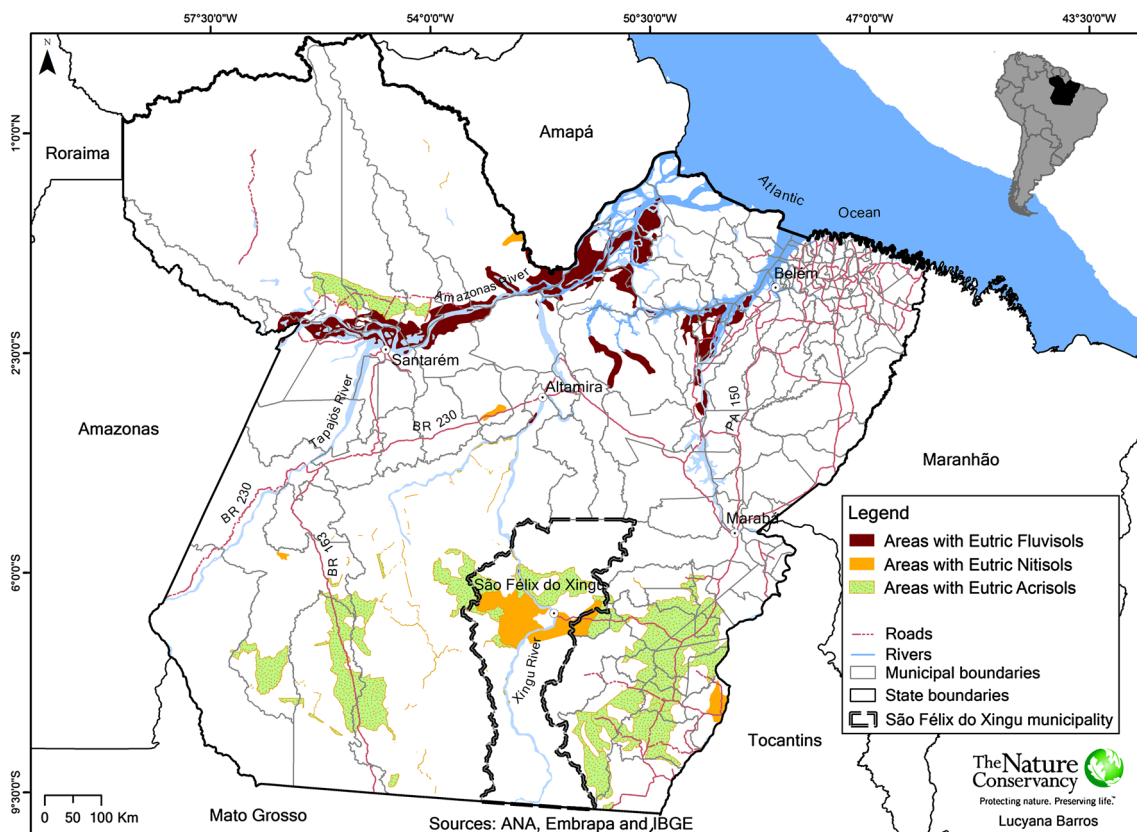 57°30'0"W
54°0'0"W
50°30'0"W
47°0'0"W
43°30'0"W
N
1°0'0"N
2°30'0"S
6°0'0"S
9°30'0"S
Roraima
Amapá
Atlantic
Ocean
Belém
Amazonas River
Santarém
Altamira
Tapajós River
BR 230
PA 150
Amazonas
Maranhão
BR 230
Marabá
BR 163
São Félix do Xingu
Xingu River
Tocantins
Mato Grosso
Legend
Areas with Eutric Fluvisols
Areas with Eutric Nitisols
Areas with Eutric Acrisols
Roads
Rivers
Municipal boundaries
State boundaries
São Félix do Xingu municipality
The Nature
Conservancy
Protecting nature. Preserving life.™
Lucyana Barros
0 50 100 Km
Sources: ANA, Embrapa and IBGE